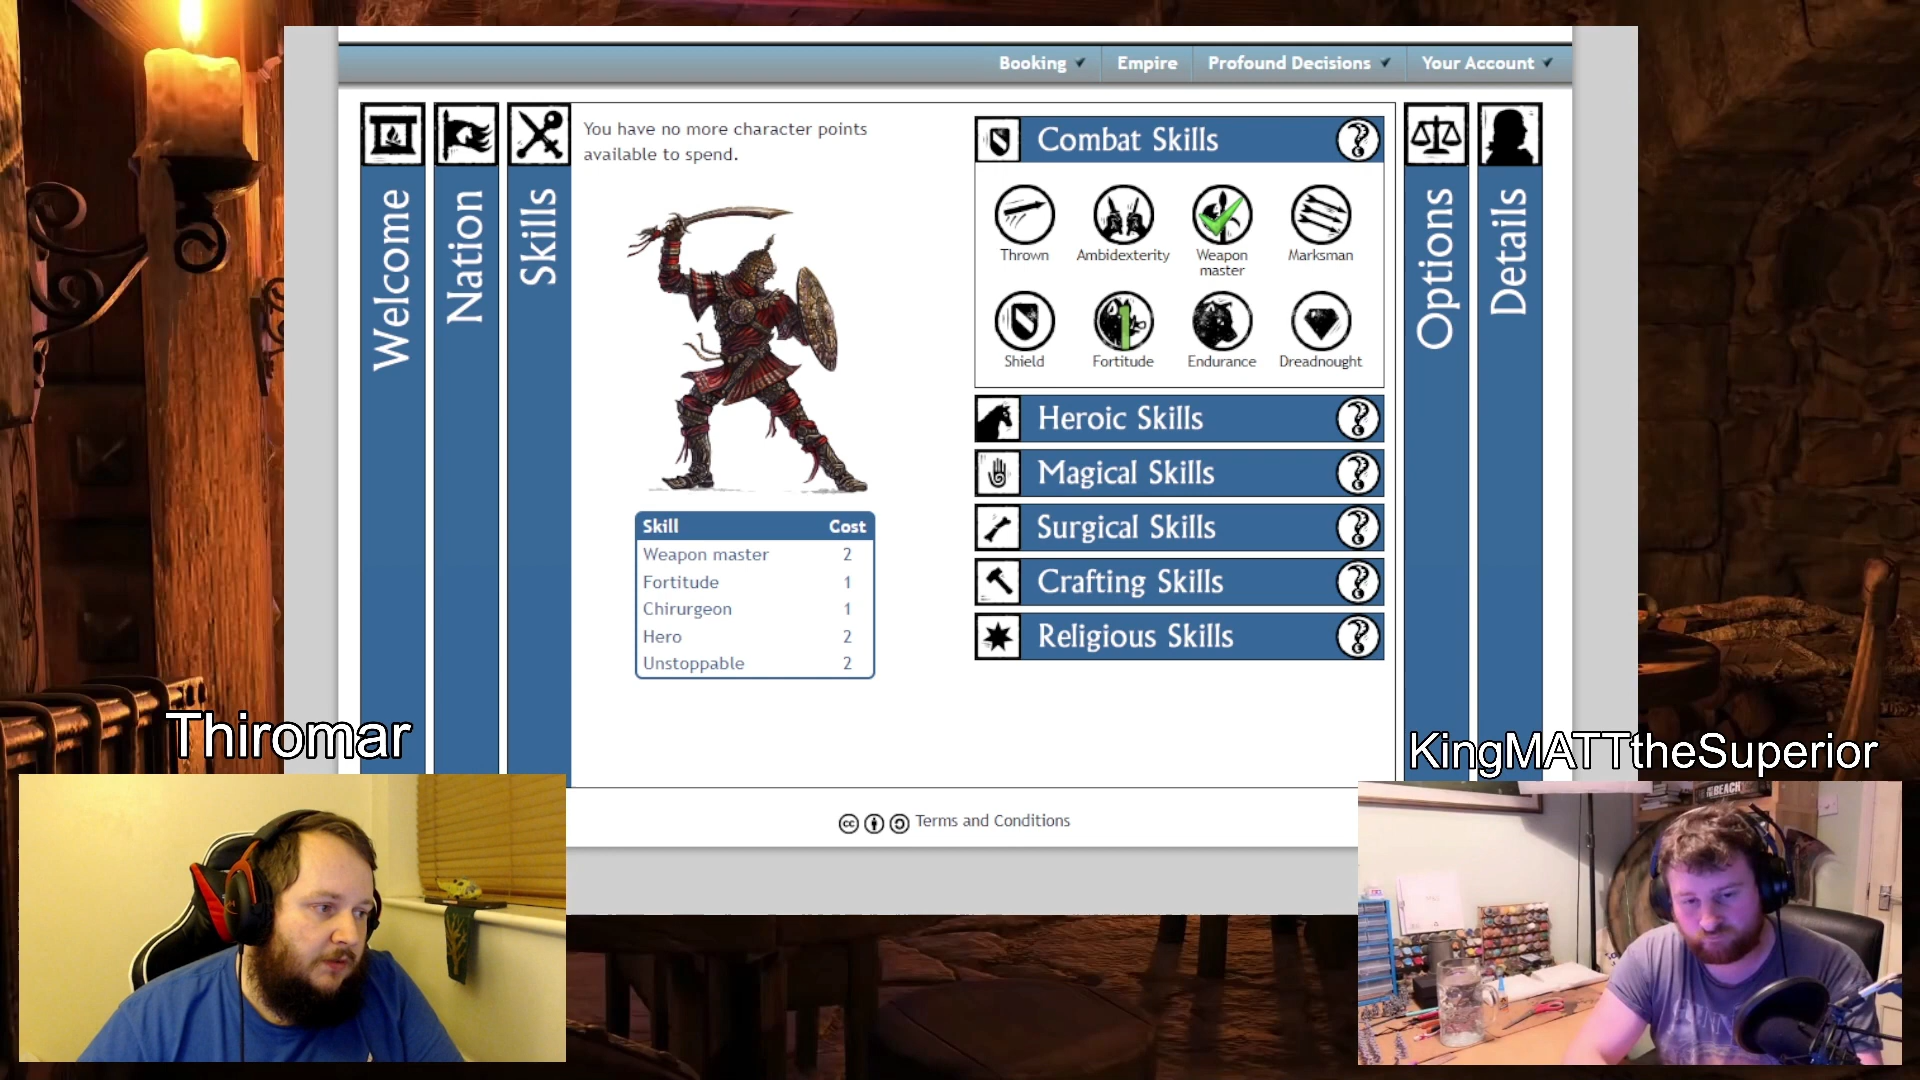 Booking
Empire
Profound Decisions
Your Account
Welcome
Nation
Skills
You have no more character points
available to spend.
Skill Cost
Weapon master 2
Fortitude 1
Chirurgeon 1
Hero 2
Unstoppable 2
Combat Skills
Thrown
Ambidexterity
Weapon
master
Marksman
Shield
Fortitude
Endurance
Dreadnought
Heroic Skills
Magical Skills
Surgical Skills
Crafting Skills
Religious Skills
Options
Details
Thiromar
KingMATTtheSuperior
BEACH
cc Terms and Conditions